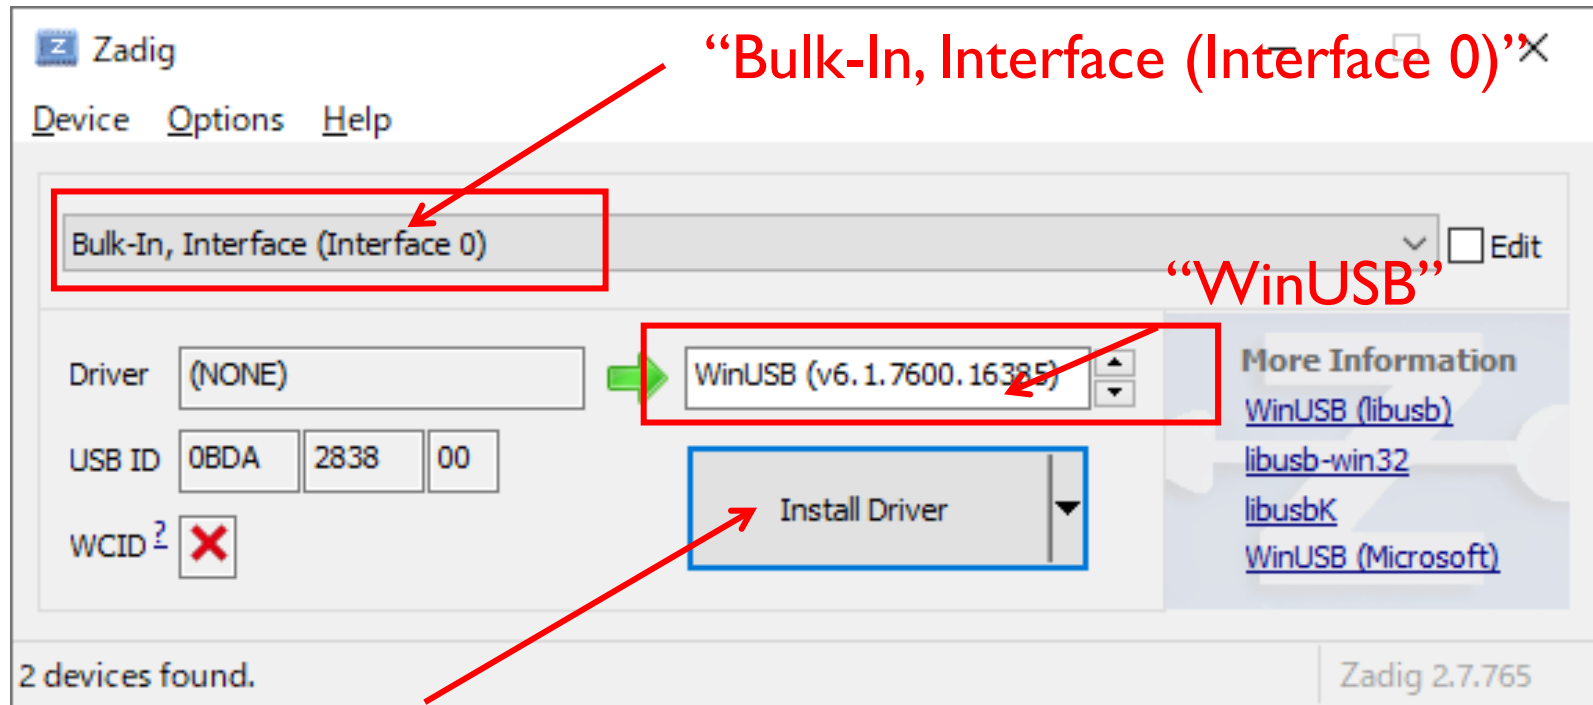 Zadig
“Bulk-In, Interface (Interface 0)”
Device Options Help
Bulk-In, Interface (Interface 0)
Edit
“WinUSB”
Driver (NONE)
WinUSB (v6.1.7600.16385)
More Information
WinUSB (libusb)
USB ID 0BDA 2838 00
libusb-win32
Install Driver
libusbK
WCID ?
WinUSB (Microsoft)
2 devices found.
Zadig 2.7.765